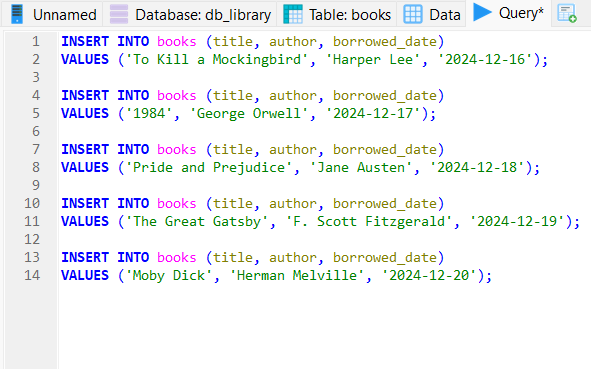 Unnamed Database: db_library Table: books Data Query*
1 INSERT INTO books (title, author, borrowed_date)
2 VALUES ('To Kill a Mockingbird', 'Harper Lee', '2024-12-16');
3
4 INSERT INTO books (title, author, borrowed_date)
5 VALUES ('1984', 'George Orwell', '2024-12-17');
6
7 INSERT INTO books (title, author, borrowed_date)
8 VALUES ('Pride and Prejudice', 'Jane Austen', '2024-12-18');
9
10 INSERT INTO books (title, author, borrowed_date)
11 VALUES ('The Great Gatsby', 'F. Scott Fitzgerald', '2024-12-19');
12
13 INSERT INTO books (title, author, borrowed_date)
14 VALUES ('Moby Dick', 'Herman Melville', '2024-12-20');